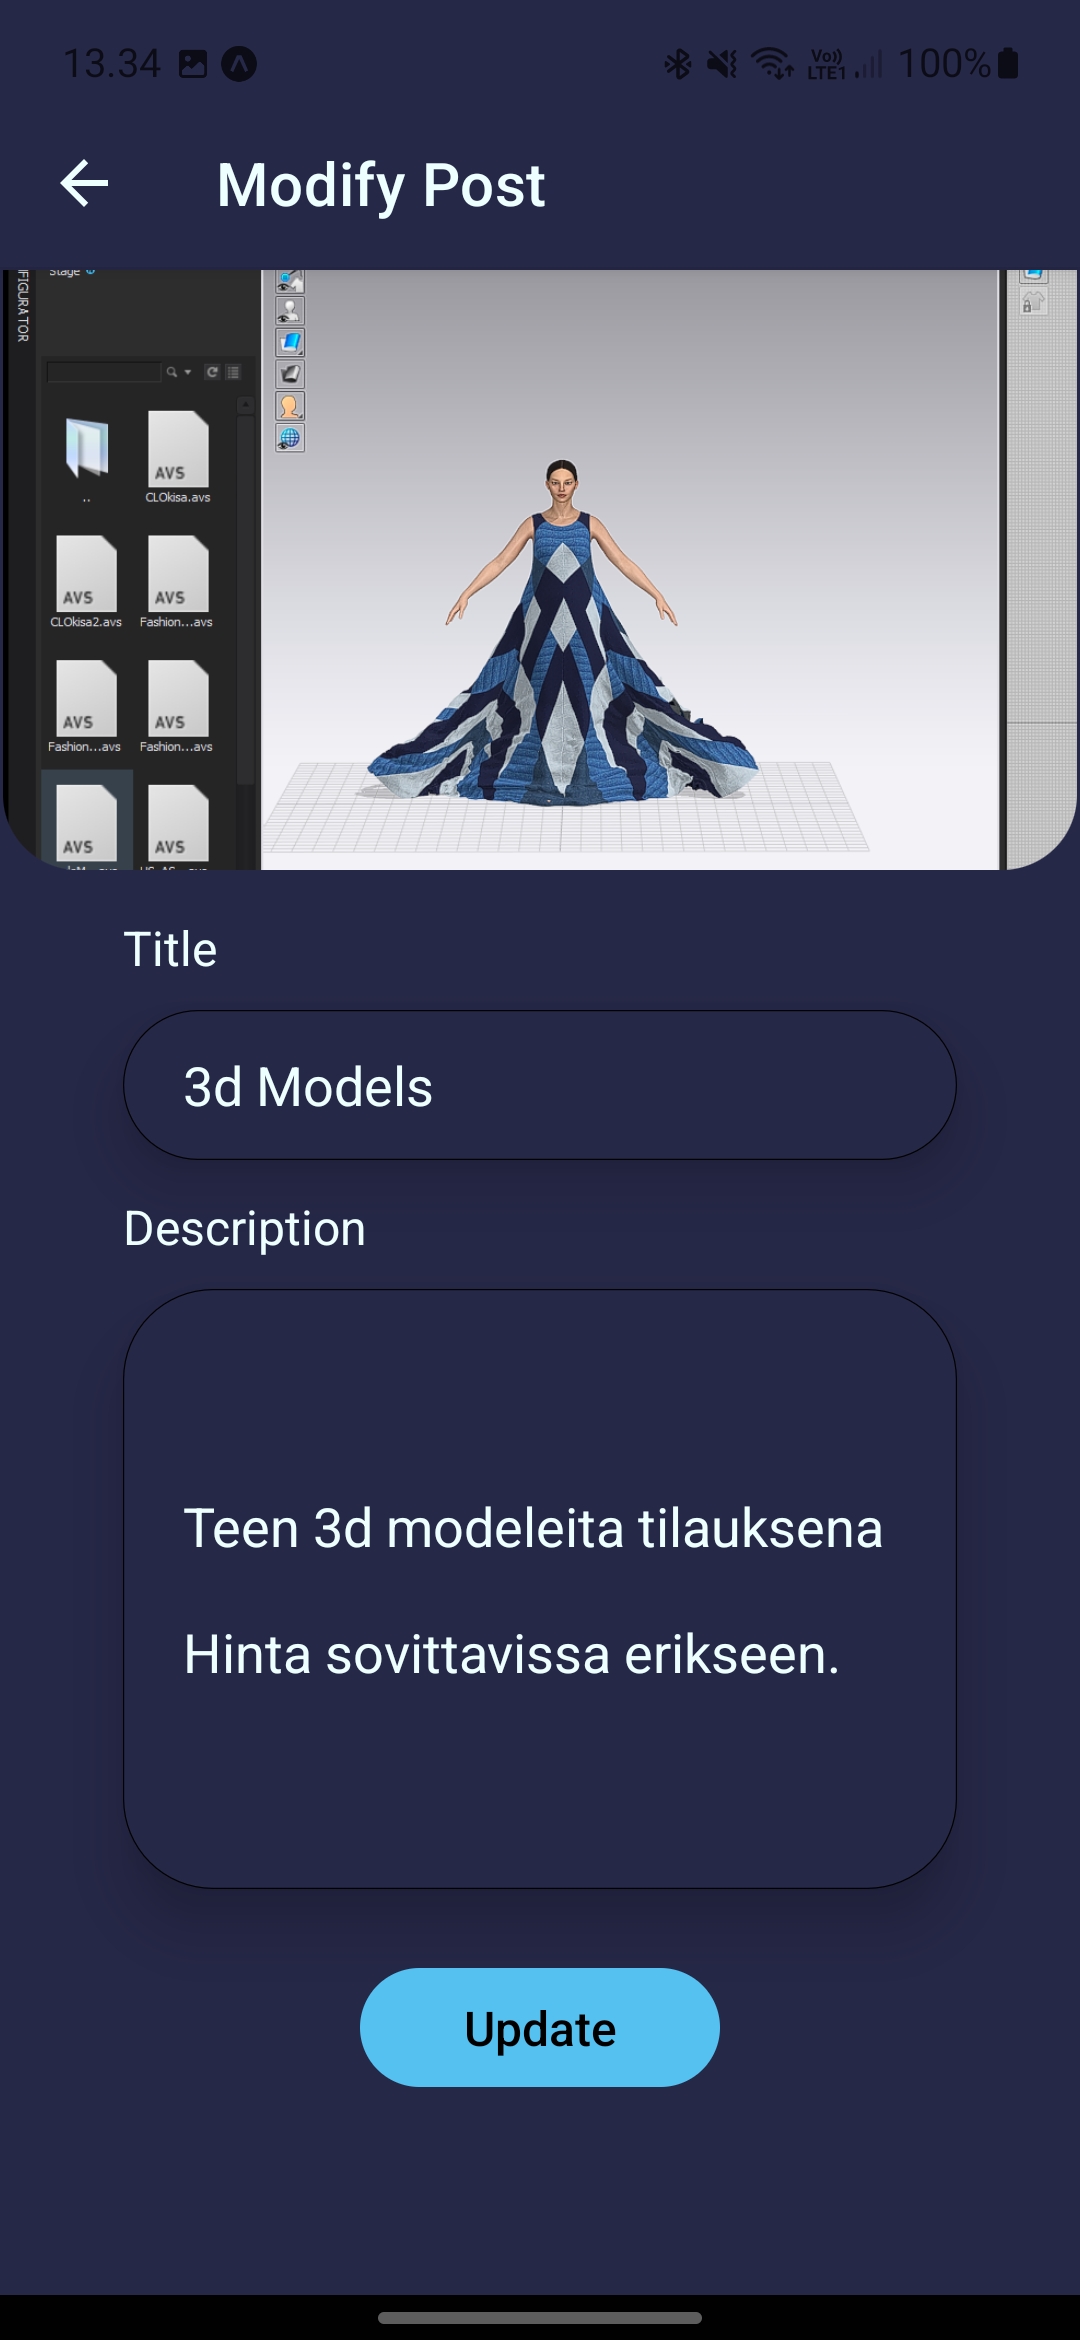 13.34
Vo))
LTE1
100%
Modify Post
FIGURATOR
Stage
..
AVS
CLOkisa.avs
AVS
CLOkisa2.avs
AVS
Fashion...avs
AVS
Fashion...avs
AVS
Fashion...avs
AVS
AVS
Title
3d Models
Description
Teen 3d modeleita tilauksena
Hinta sovittavissa erikseen.
Update